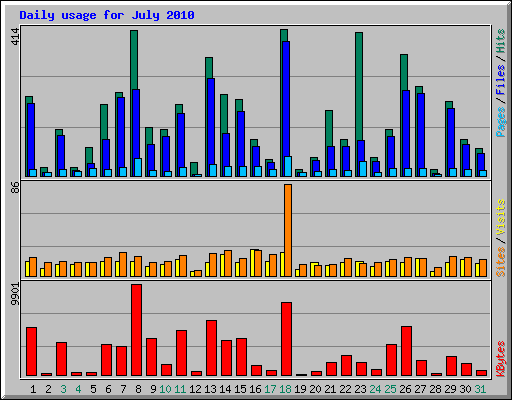 Daily usage for July 2010
414
Pages / Files / Hits
86
Sites / Visits
9901
KBytes
1 2 3 4 5 6 7 8 9 10 11 12 13 14 15 16 17 18 19 20 21 22 23 24 25 26 27 28 29 30 31